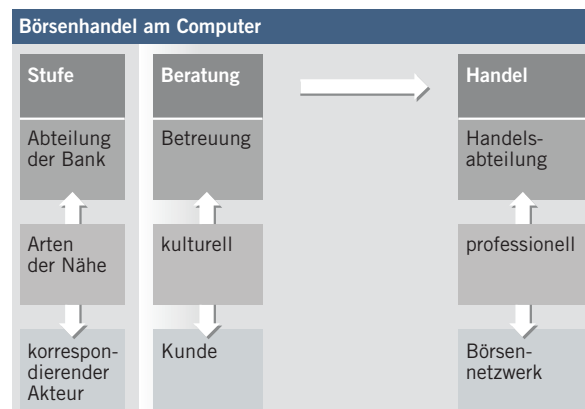 Börsenhandel am Computer
Stufe
Beratung
Handel
Abteilung
der Bank
Betreuung
Handels-
abteilung
Arten
der Nähe
kulturell
professionell
korrespon-
dierender
Akteur
Kunde
Börsen-
netzwerk